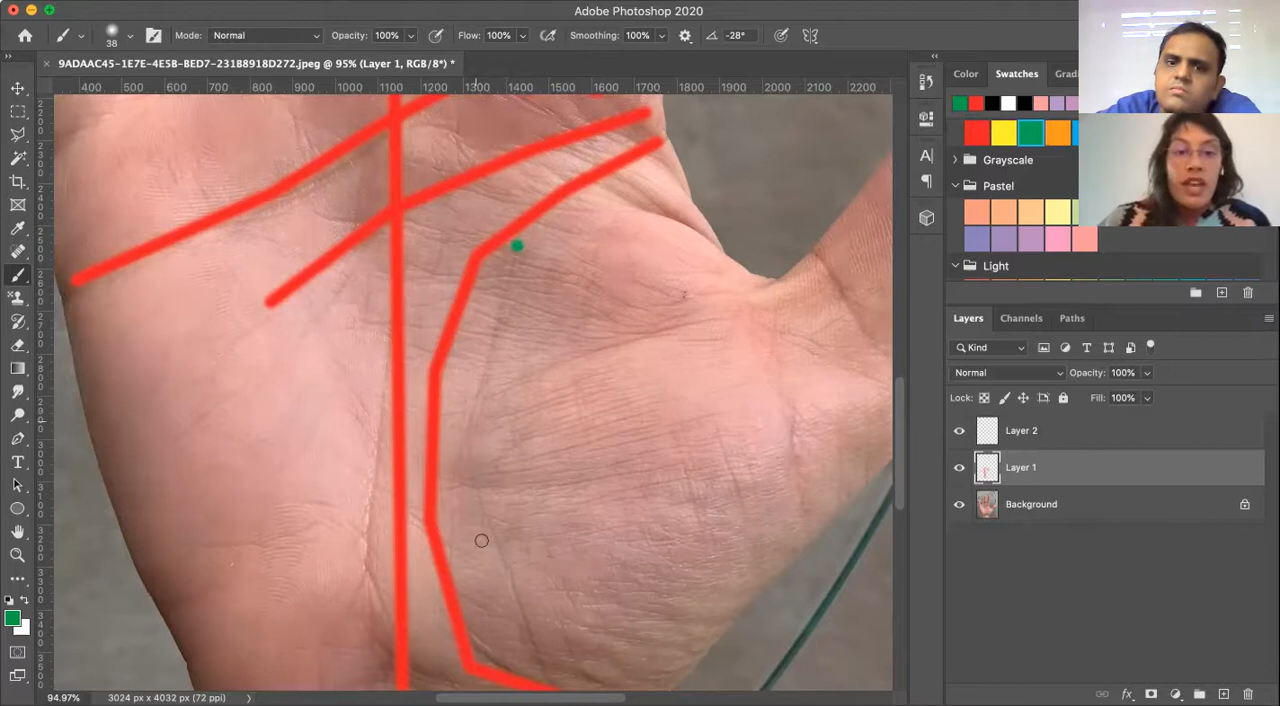 Adobe Photoshop 2020
38
Mode: Normal
Opacity: 100%
Flow: 100%
Smoothing: 100%
-28°
9ADAAC45-1E7E-4E5B-BED7-231B8918D272.jpeg @ 95% (Layer 1, RGB/8*) *
400 500 600 700 800 900 1000 1100 1200 1300 1400 1500 1600 1700 1800 1900 2000 2100 2200
Color
Swatches
Gradi
Grayscale
Pastel
Light
Layers
Channels
Paths
Kind
Normal
Opacity: 100%
Lock:
Fill: 100%
Layer 2
Layer 1
Background
94.97%
3024 px x 4032 px (72 ppi)